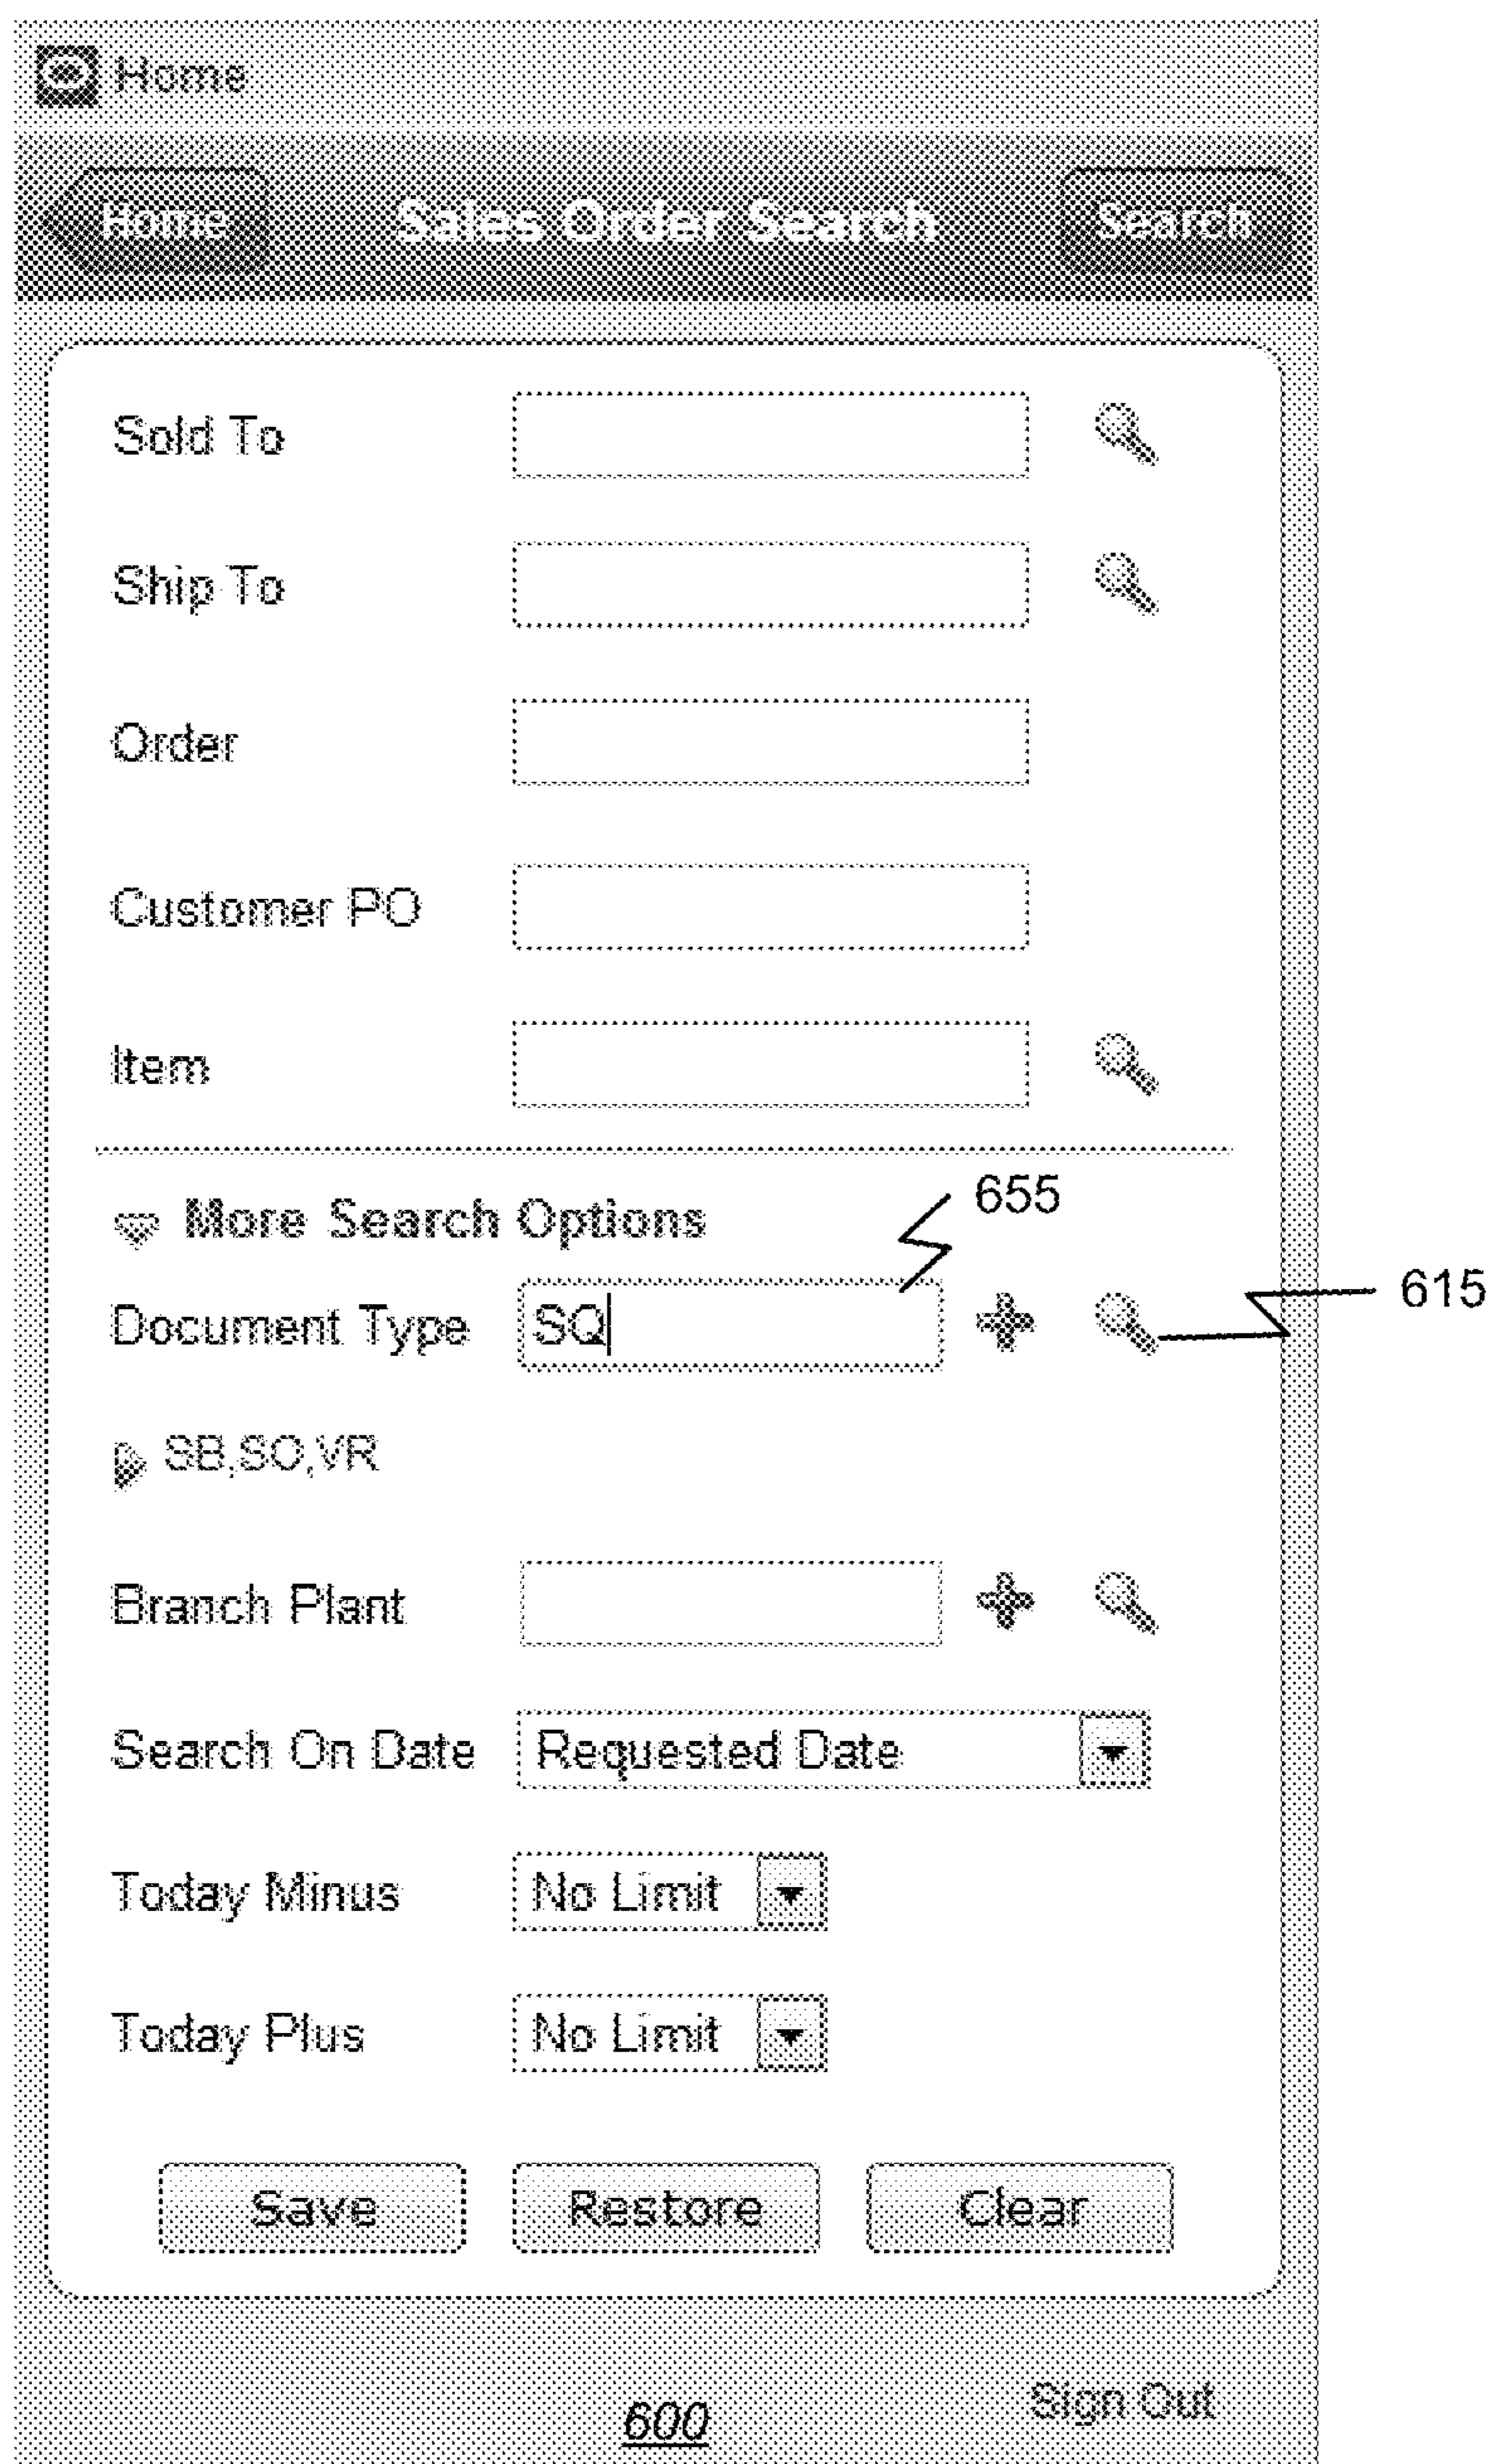 Home
Home Sales Order Search Search
Sold To
Ship To
Order
Customer PO
Item
More Search Options
655
Document Type SQ
615
SB,SO,VR
Branch Plant
Search On Date Requested Date
Today Minus No Limit
Today Plus No Limit
Save Restore Clear
Sign Out
600